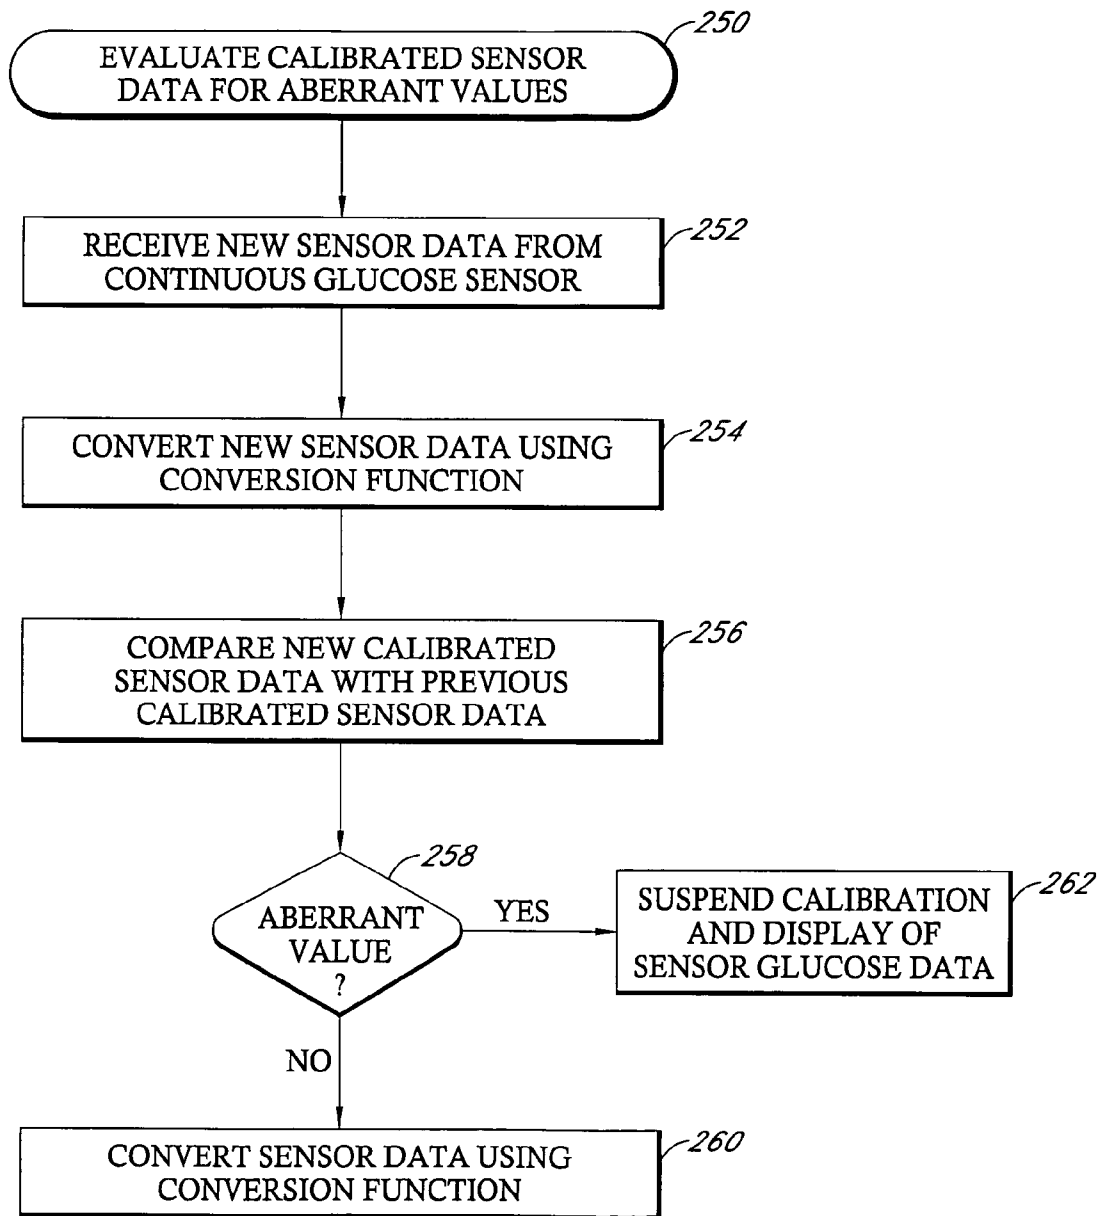 250
EVALUATE CALIBRATED SENSOR
DATA FOR ABERRANT VALUES
252
RECEIVE NEW SENSOR DATA FROM
CONTINUOUS GLUCOSE SENSOR
254
CONVERT NEW SENSOR DATA USING
CONVERSION FUNCTION
256
COMPARE NEW CALIBRATED
SENSOR DATA WITH PREVIOUS
CALIBRATED SENSOR DATA
258
ABERRANT
VALUE
?
YES
262
SUSPEND CALIBRATION
AND DISPLAY OF
SENSOR GLUCOSE DATA
NO
260
CONVERT SENSOR DATA USING
CONVERSION FUNCTION